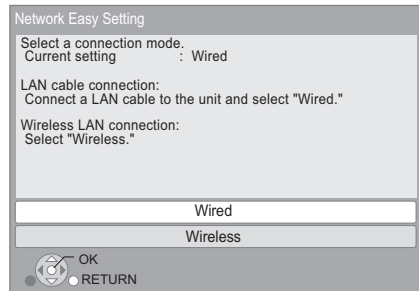 Network Easy Setting
Select a connection mode.
Current setting : Wired
LAN cable connection:
Connect a LAN cable to the unit and select "Wired."
Wireless LAN connection:
Select "Wireless."
Wired
Wireless
OK
RETURN